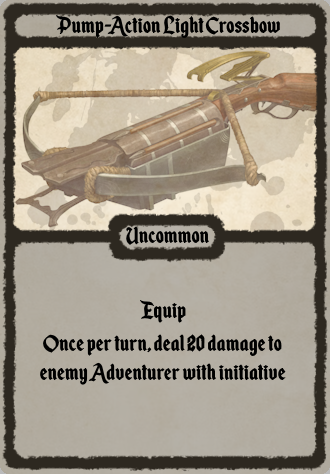 Pump-Action Light Crossbow
Uncommon
Equip
Once per turn, deal 20 damage to
enemy Adventurer with initiative